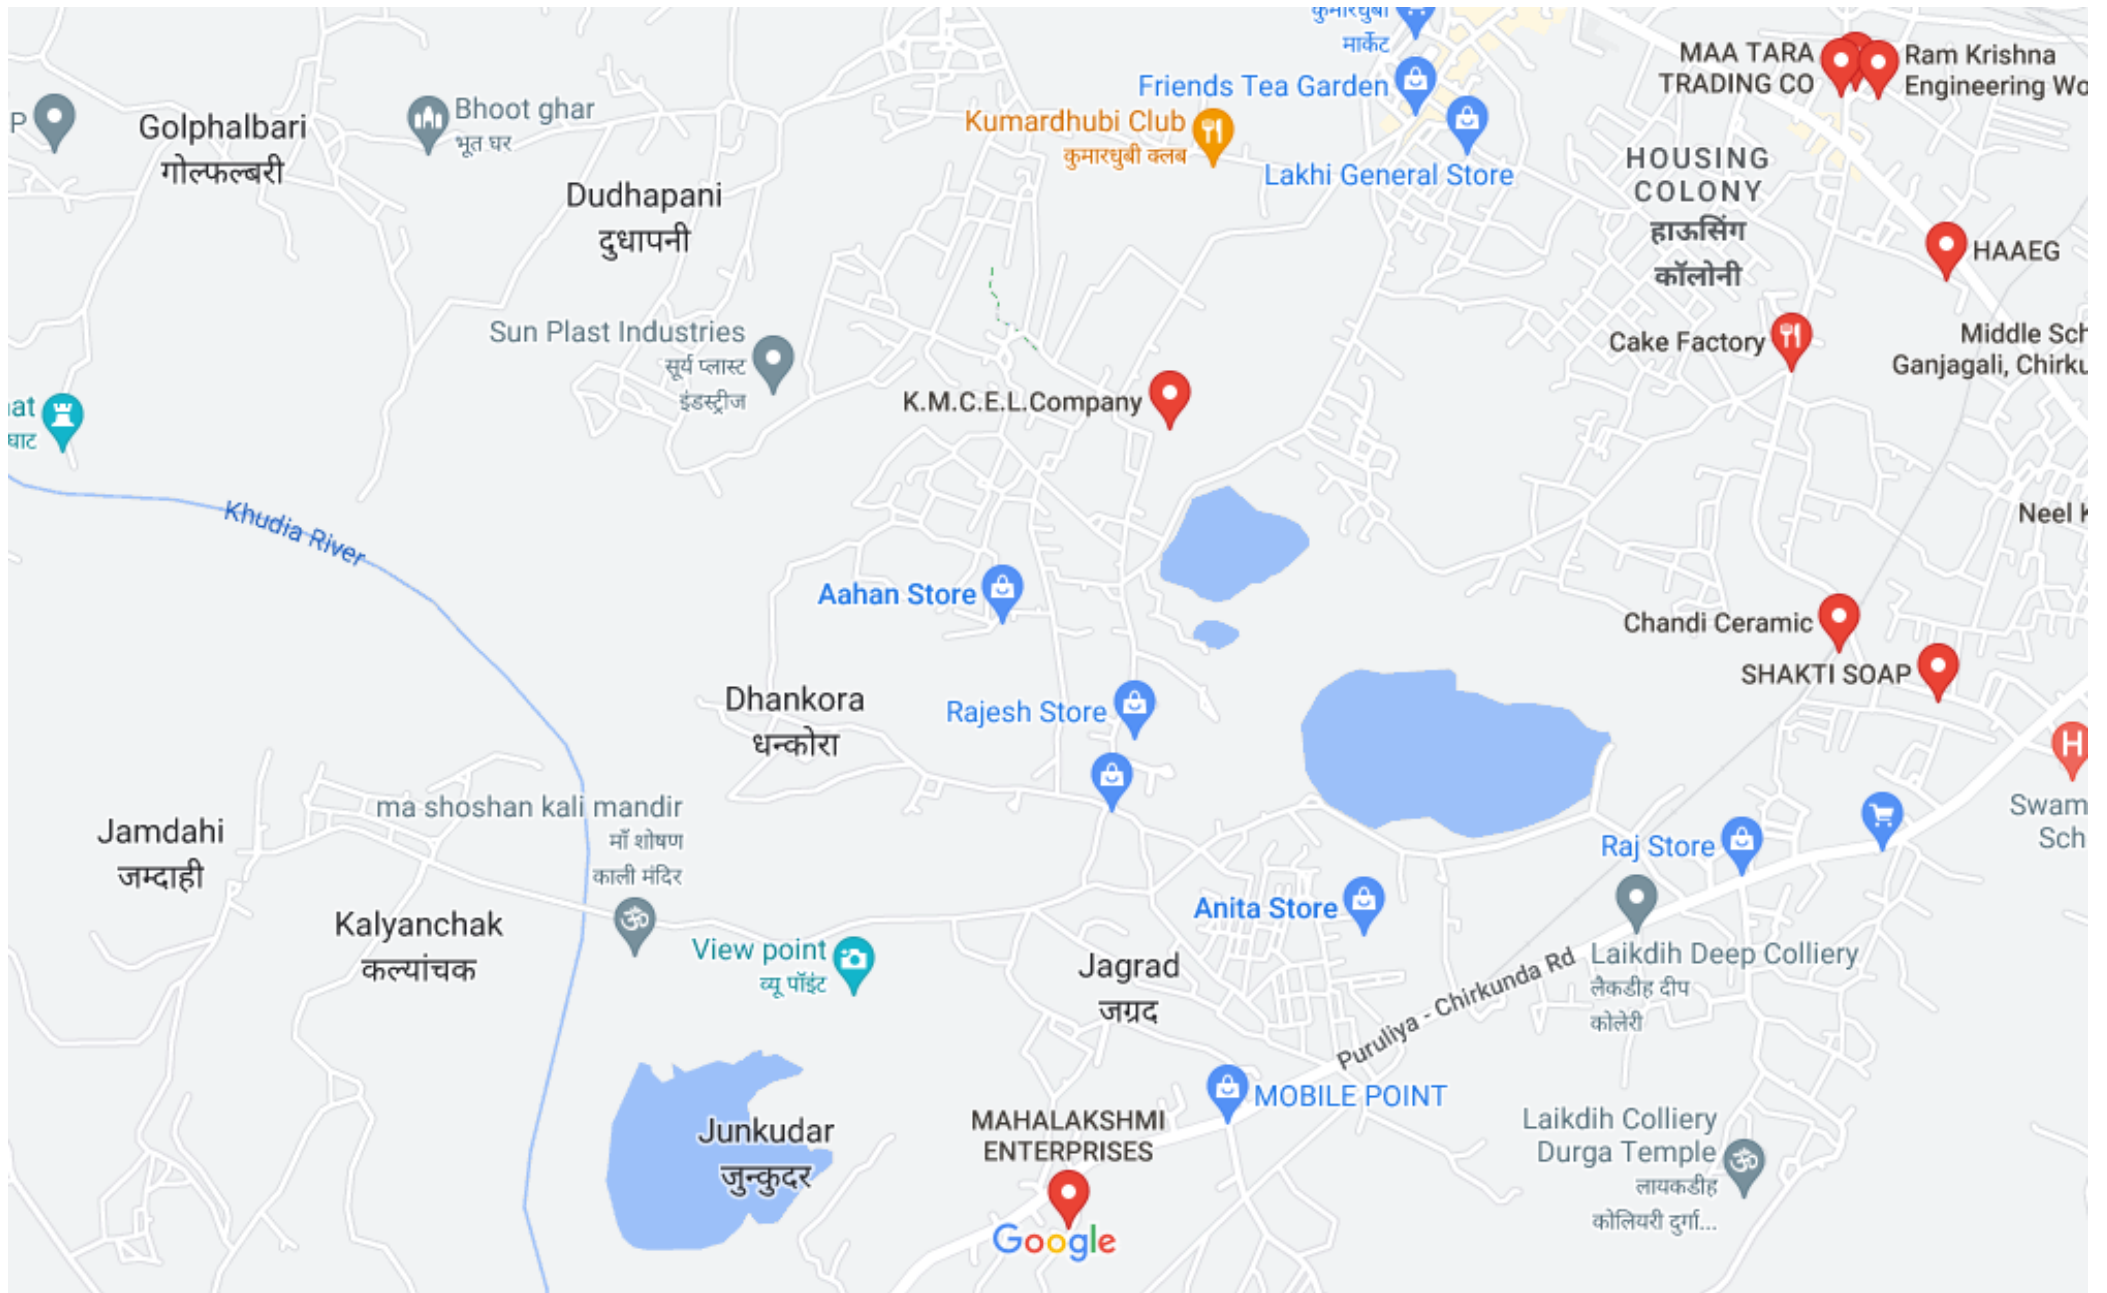 कुमारधुबी
मार्केट
Friends Tea Garden
MAA TARA
TRADING CO
Ram Krishna
Engineering Wo
P
Golphalbari
गोल्फल्बरी
Bhoot ghar
भूत घर
Kumardhubi Club
कुमारधुबी क्लब
Lakhi General Store
HOUSING
COLONY
हाऊसिंग
कॉलोनी
Dudhapani
दुधापनी
HAAEG
Sun Plast Industries
सूर्य प्लास्ट
इंडस्ट्रीज
Cake Factory
Middle Sch
Ganjagali, Chirku
K.M.C.E.L.Company
at
घाट
Khudia River
Neel K
Aahan Store
Chandi Ceramic
SHAKTI SOAP
Dhankora
धन्कोरा
Rajesh Store
H
ma shoshan kali mandir
माँ शोषण
काली मंदिर
Jamdahi
जम्दाही
Swam
Sch
Raj Store
Kalyanchak
कल्यांचक
Anita Store
View point
व्यू पॉइंट
Jagrad
जग्रद
Puruliya - Chirkunda Rd
Laikdih Deep Colliery
लैकडीह दीप
कोलेरी
MOBILE POINT
Junkudar
जुन्कुदर
MAHALAKSHMI
ENTERPRISES
Laikdih Colliery
Durga Temple
लायकडीह
कोलियरी दुर्गा...
Google